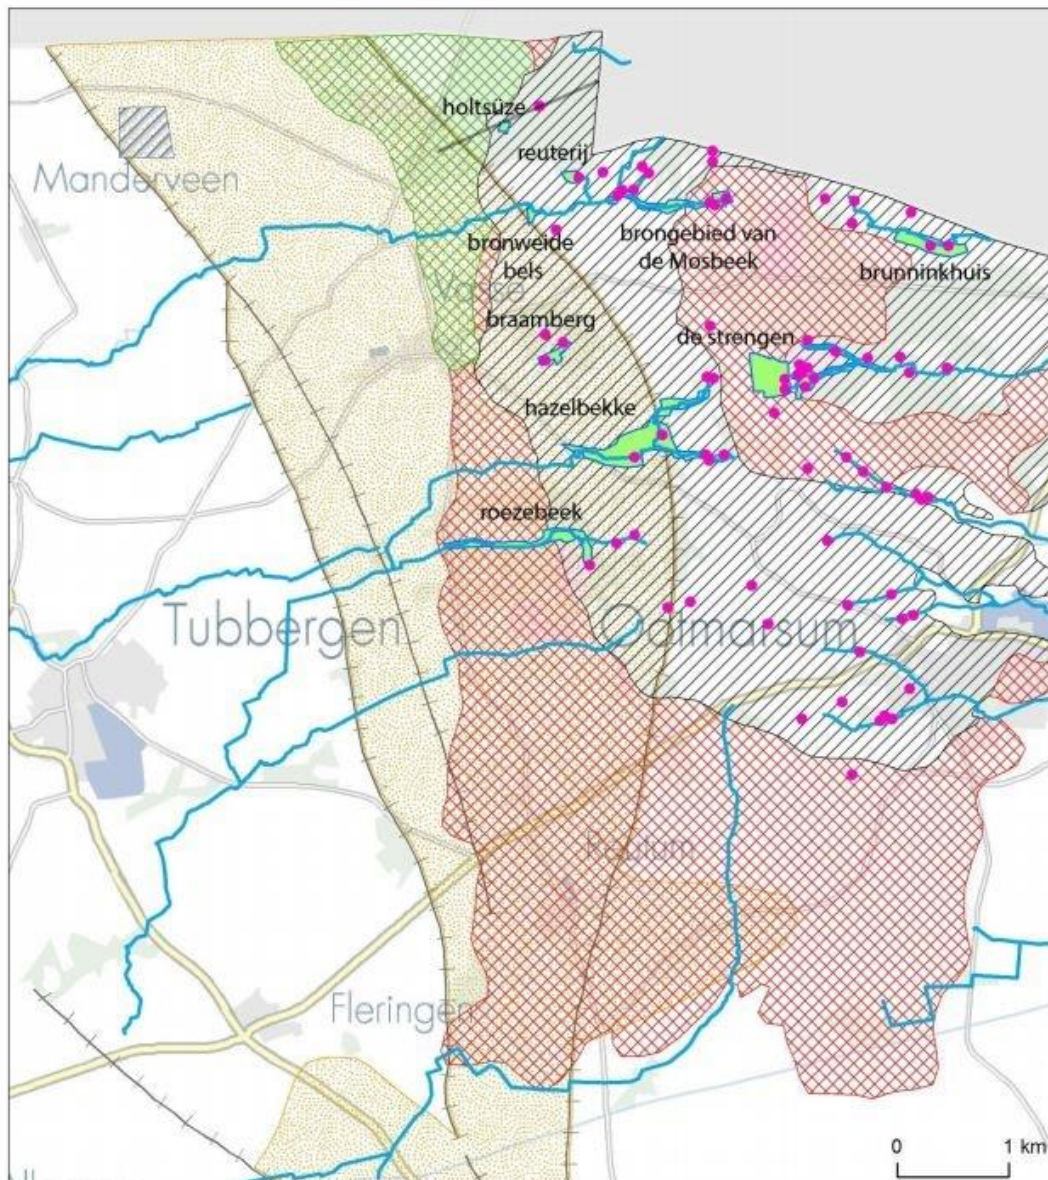 holtsüze
reuterij
Manderveen
bronweide
bels
brongebied van
de Mosbeek
brunninkhuis
braamberg
de strengen
hazelbekke
roezebeek
Tubbergen
Ootmarsum
Reutum
Fleringen
0 1 km